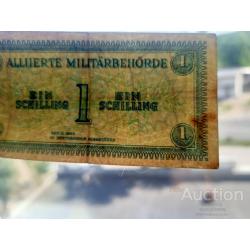 ALLIIERTE MILITÄRBEHÖRDE
1
EIN SCHILLING
1
EIN SCHILLING
1
Auction